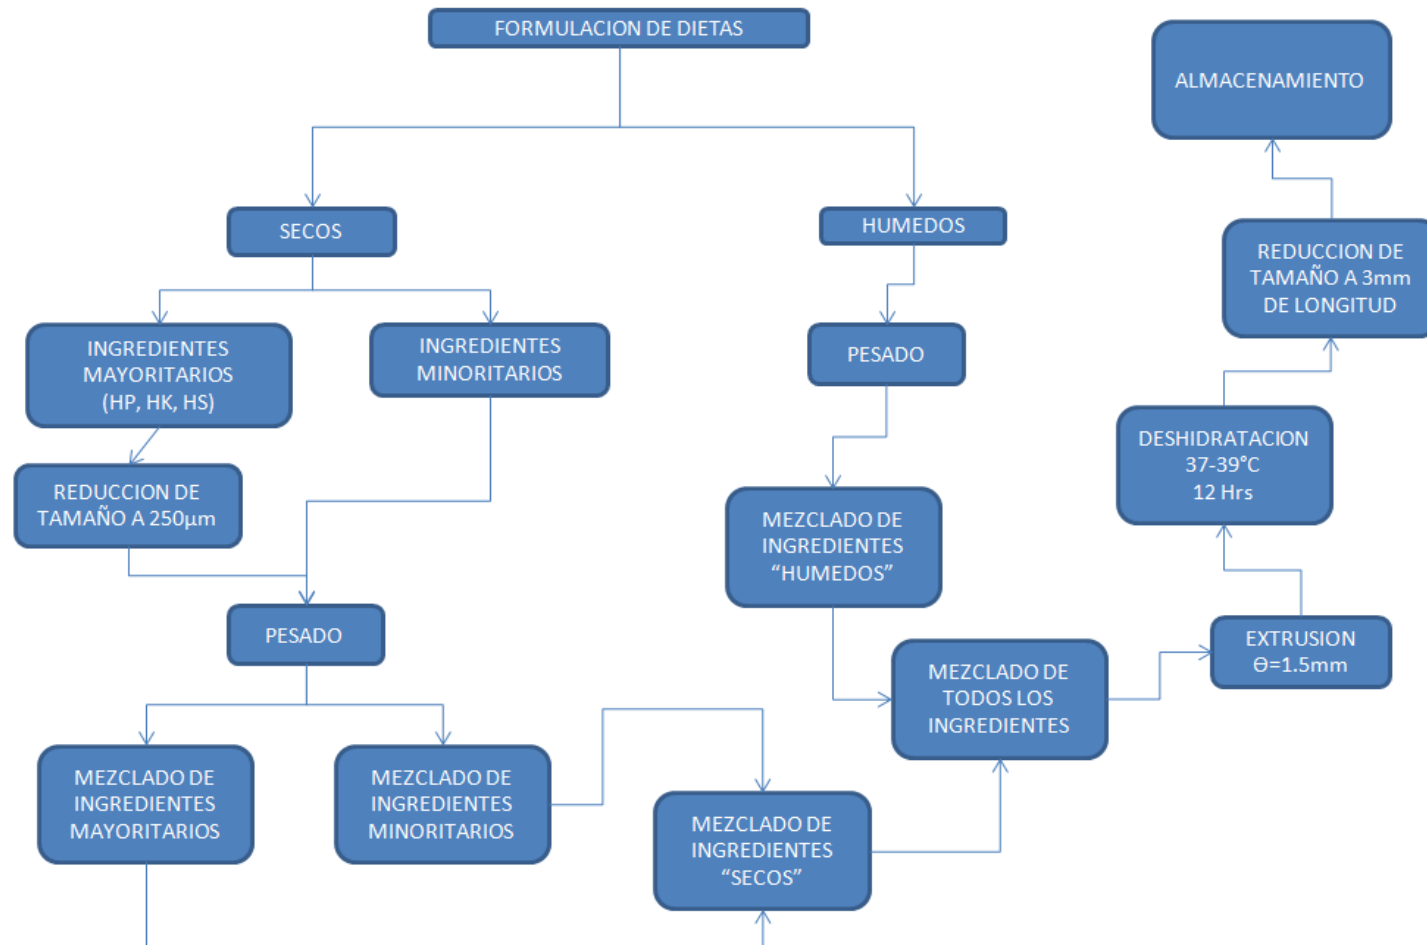 FORMULACION DE DIETAS
ALMACENAMIENTO
SECOS
HUMEDOS
REDUCCION DE
TAMAÑO A 3mm
DE LONGITUD
INGREDIENTES
MAYORITARIOS
(HP, HK, HS)
INGREDIENTES
MINORITARIOS
PESADO
DESHIDRATACION
37-39°C
12 Hrs
REDUCCION DE
TAMAÑO A 250µm
MEZCLADO DE
INGREDIENTES
“HUMEDOS”
PESADO
EXTRUSION
Ө=1.5mm
MEZCLADO DE
TODOS LOS
INGREDIENTES
MEZCLADO DE
INGREDIENTES
MAYORITARIOS
MEZCLADO DE
INGREDIENTES
MINORITARIOS
MEZCLADO DE
INGREDIENTES
“SECOS”